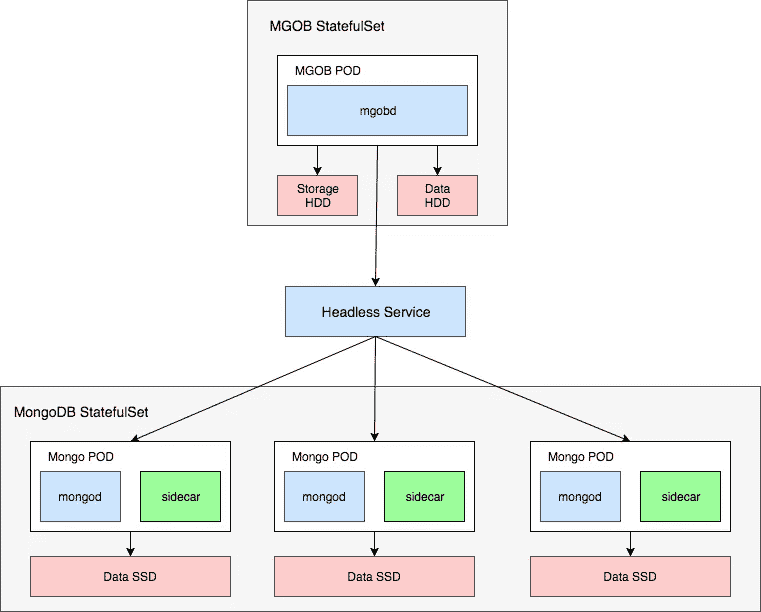 MGOB StatefulSet
MGOB POD
mgobd
Storage
HDD
Data
HDD
Headless Service
MongoDB StatefulSet
Mongo POD
mongod
sidecar
Data SSD
Mongo POD
mongod
sidecar
Data SSD
Mongo POD
mongod
sidecar
Data SSD